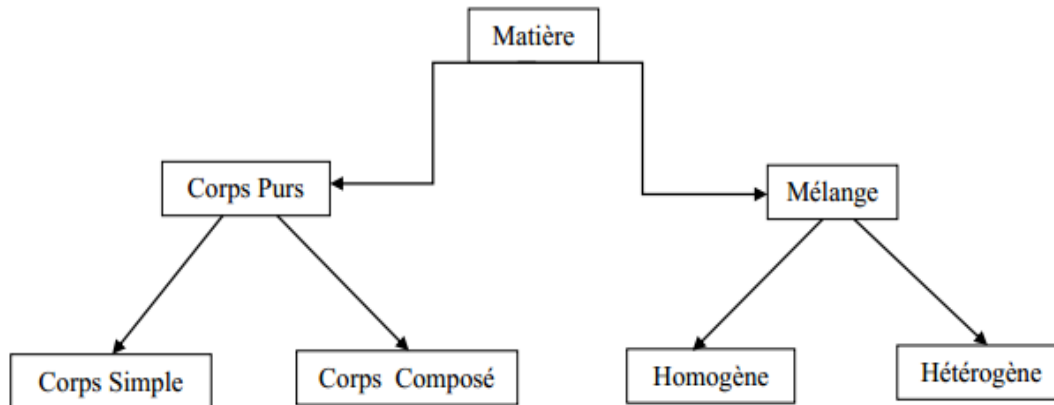 Matière
Corps Purs
Mélange
Corps Simple
Corps Composé
Homogène
Hétérogène